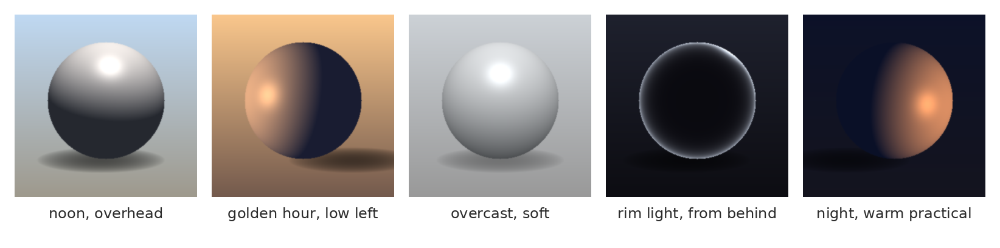 noon, overhead
golden hour, low left
overcast, soft
rim light, from behind
night, warm practical